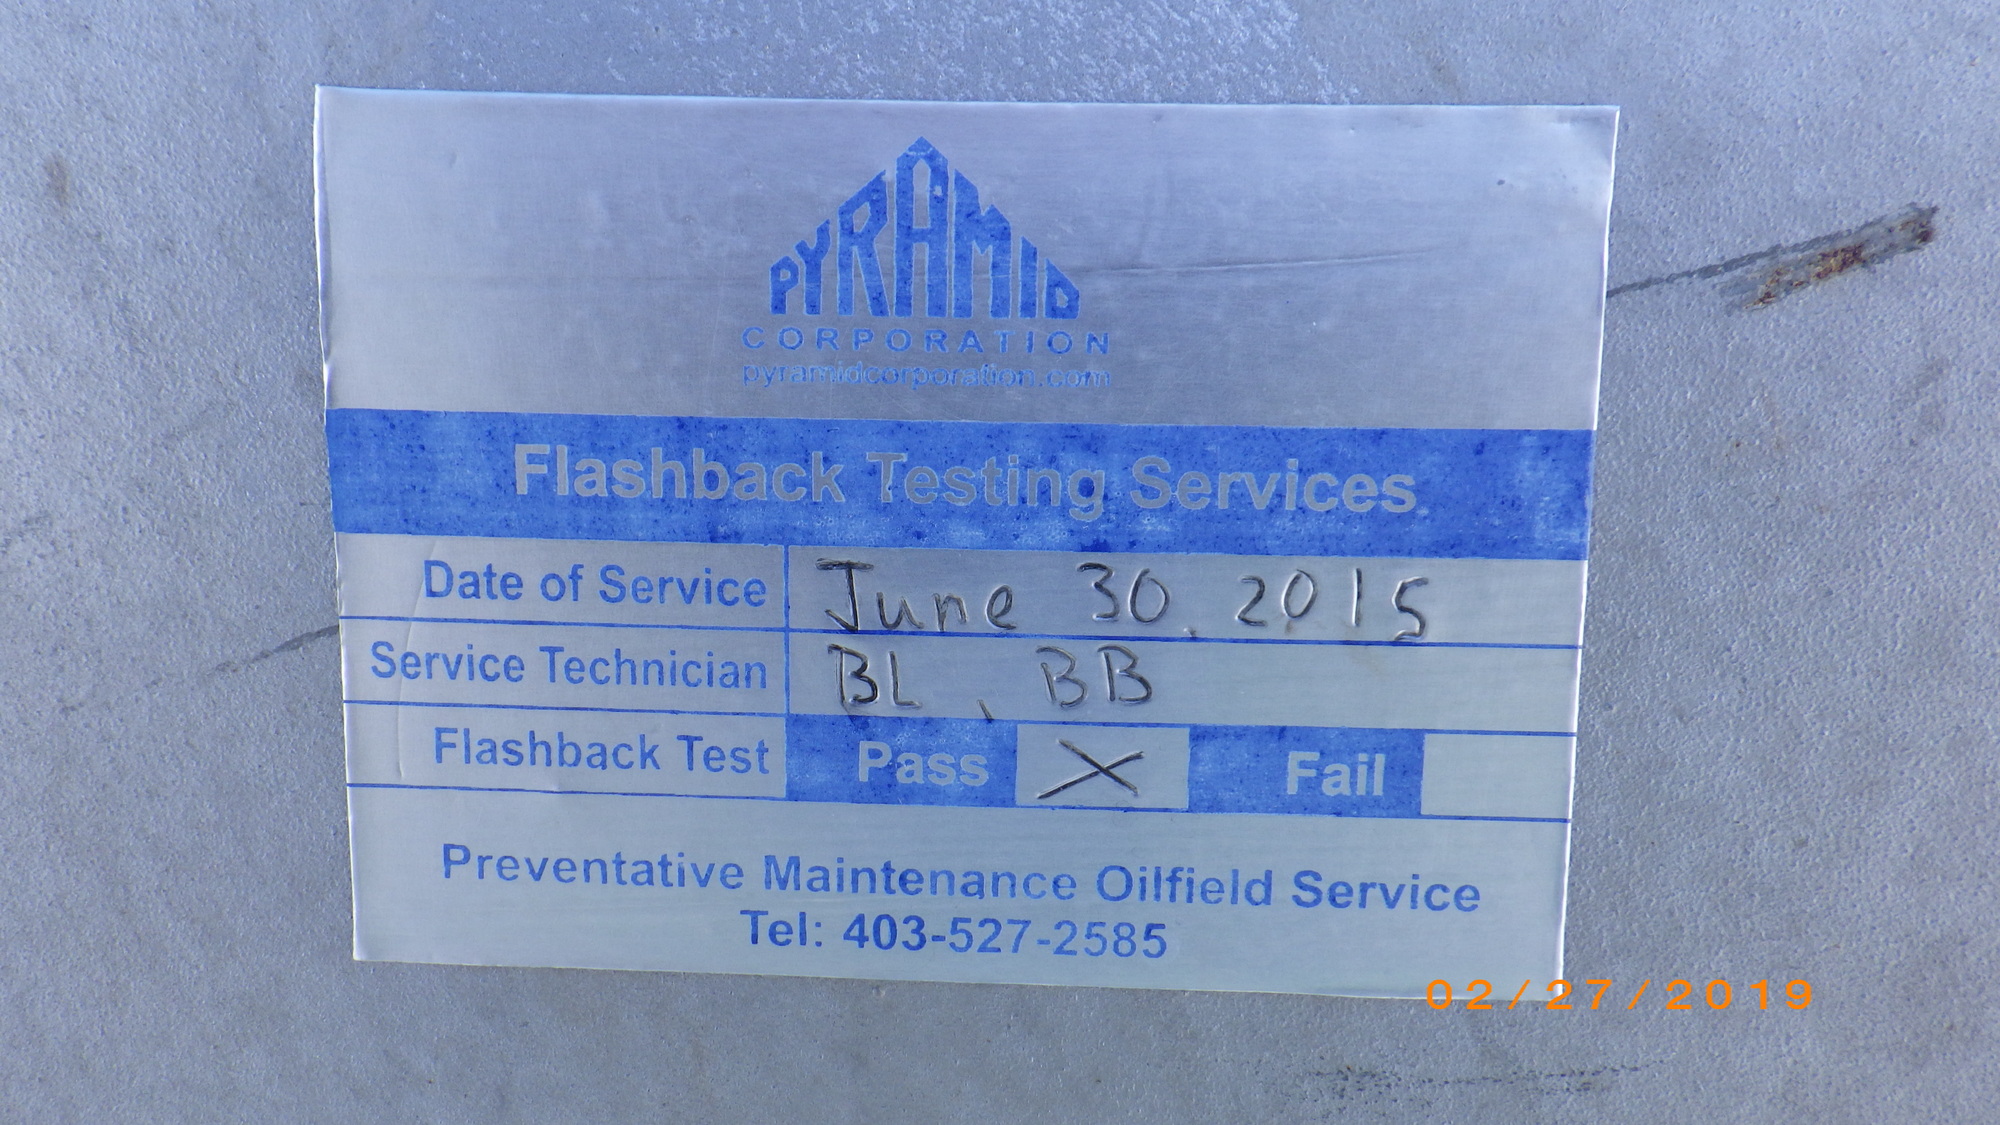 PYRAMID
CORPORATION
pyramidcorporation.com
Flashback Testing Services
Date of Service June 30, 2015
Service Technician BL, BB
Flashback Test Pass X Fail
Preventative Maintenance Oilfield Service
Tel: 403-527-2585
02/27/2019